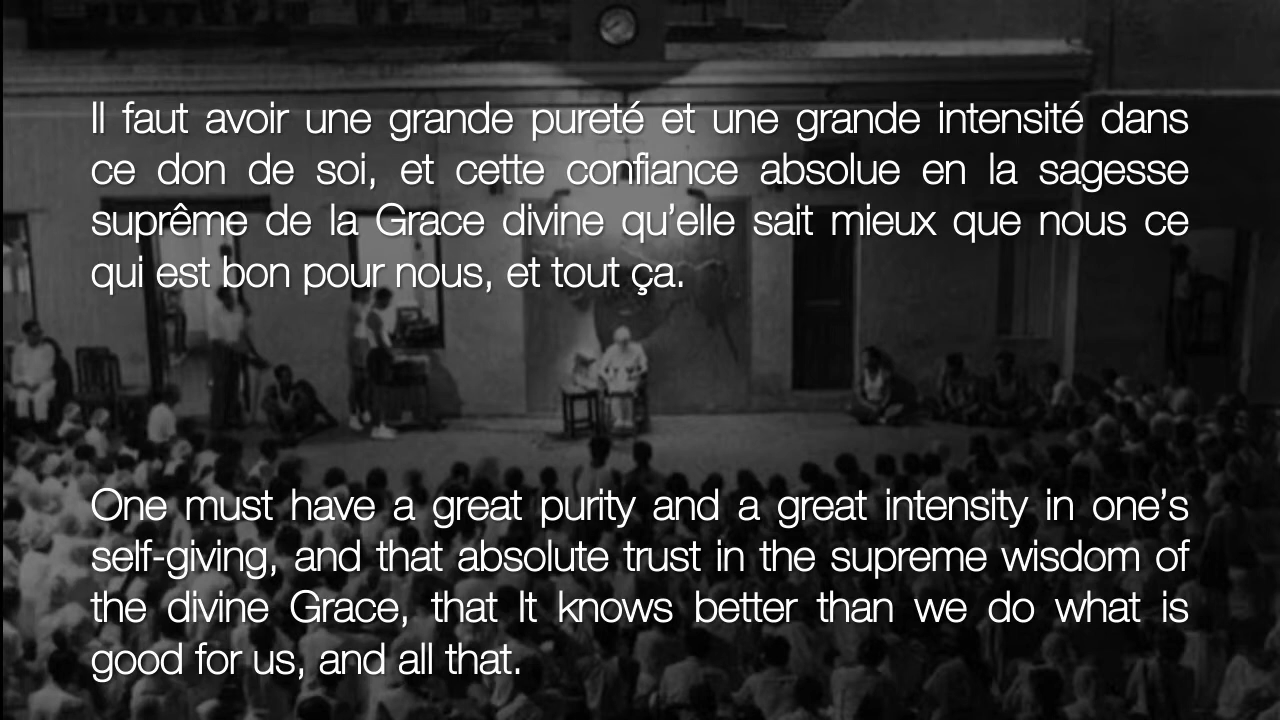 Il faut avoir une grande pureté et une grande intensité dans
ce don de soi, et cette confiance absolue en la sagesse
suprême de la Grace divine qu’elle sait mieux que nous ce
qui est bon pour nous, et tout ça.
One must have a great purity and a great intensity in one’s
self-giving, and that absolute trust in the supreme wisdom of
the divine Grace, that It knows better than we do what is
good for us, and all that.